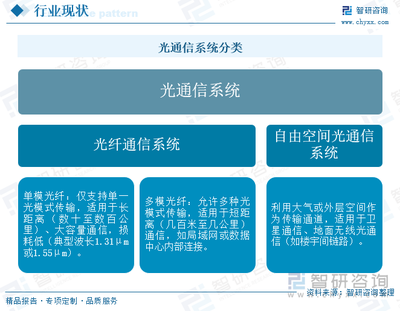 行业现状
智研咨询
www.chyxx.com
光通信系统分类
光通信系统
光纤通信系统
自由空间光通信
系统
单模光纤：仅支持单一
光模式传输，适用于长
距离（数十至数百公
里）、大容量通信，损
耗低（典型波长1.31μm
或1.55μm）。
多模光纤：允许多种光
模式传输，适用于短距
离（几百米至几公里）
通信，如局域网或数据
中心内部连接。
利用大气或外层空间作
为传输通道，适用于卫
星通信、地面无线光通
信（如楼宇间链路）。
智研咨询
精品报告·专项定制·品质服务
资料来源：智研咨询整理